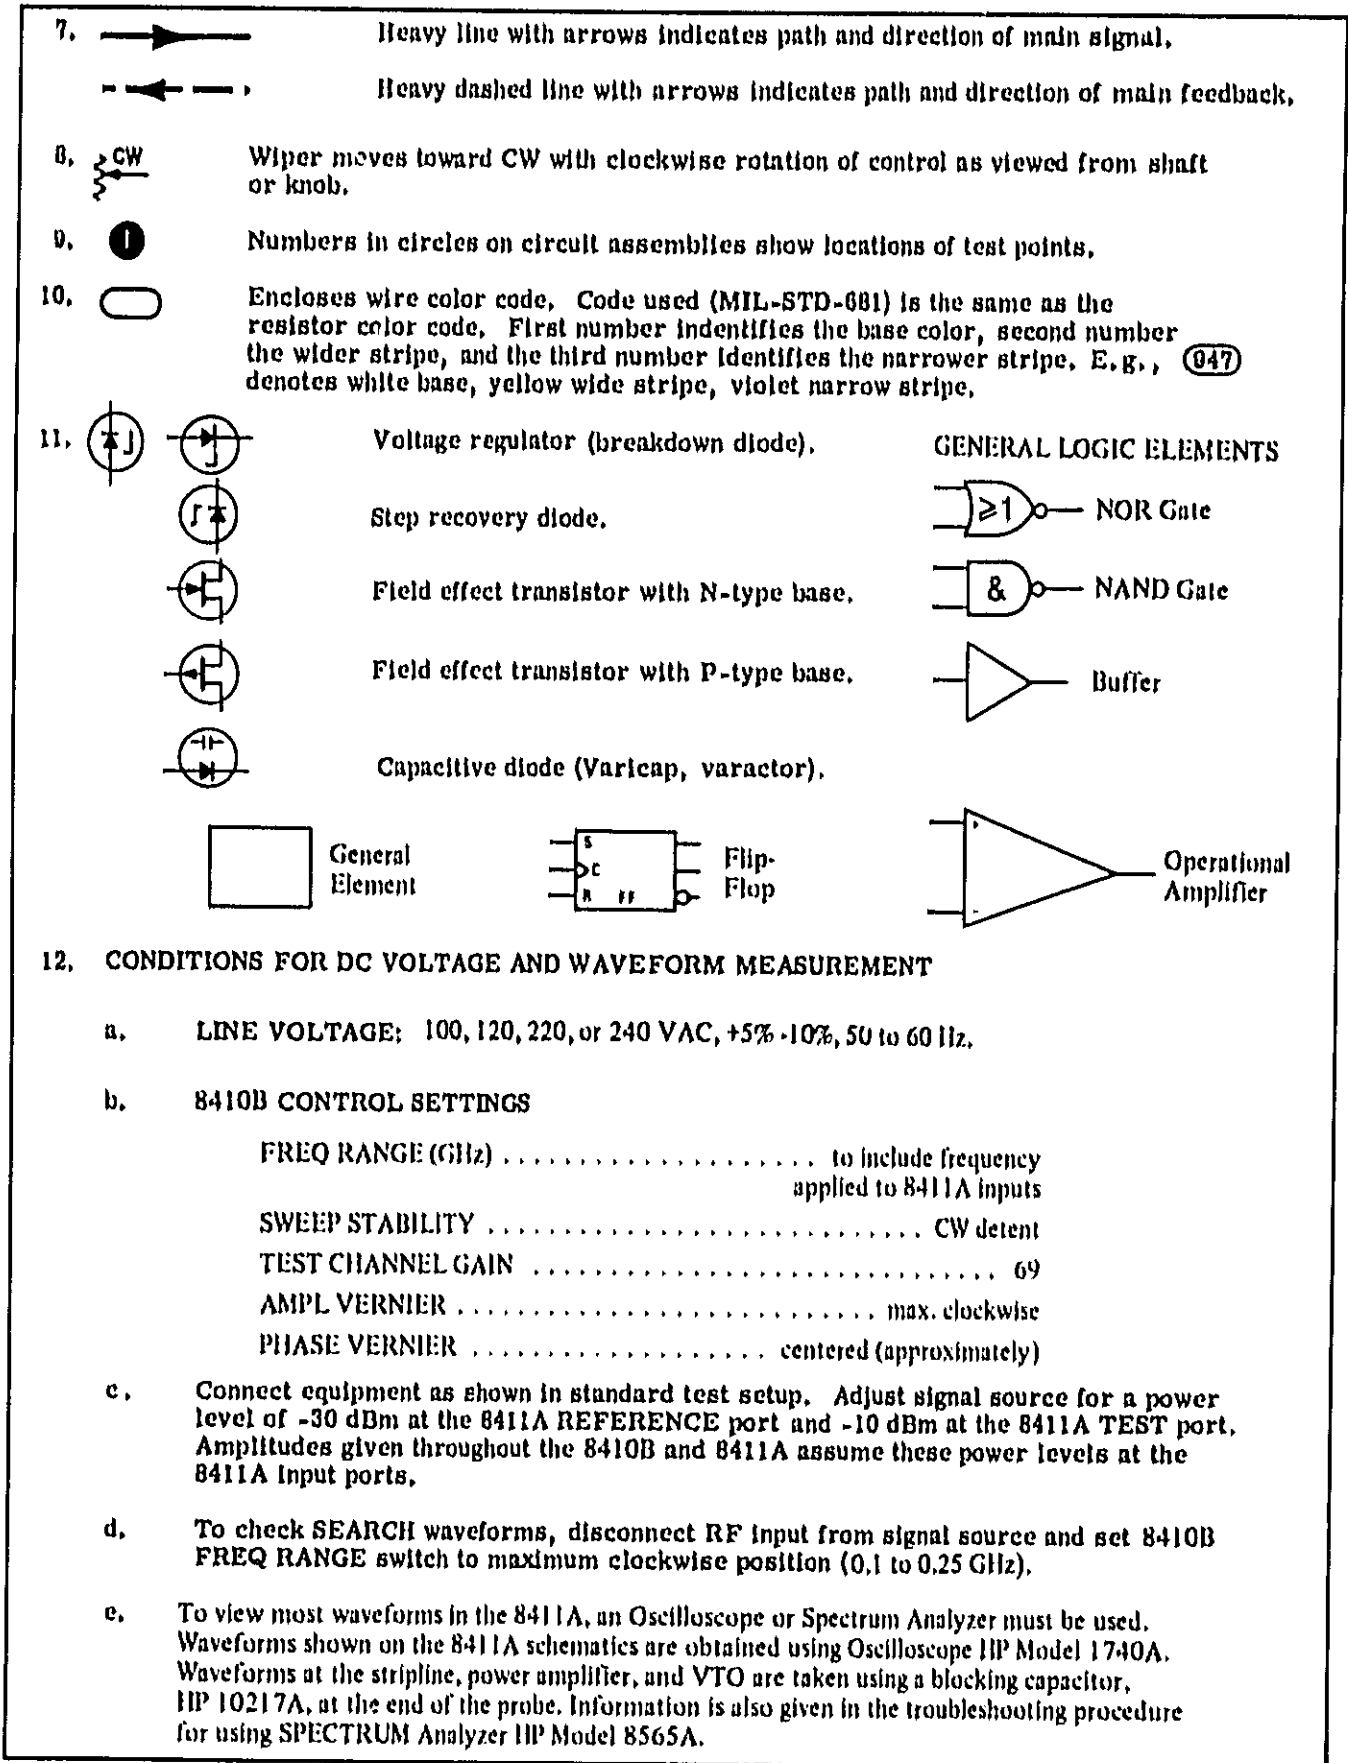 7. Heavy line with arrows indicates path and direction of main signal.
Heavy dashed line with arrows indicates path and direction of main feedback.
8. CW Wiper moves toward CW with clockwise rotation of control as viewed from shaft
or knob.
9. 1 Numbers in circles on circuit assemblies show locations of test points.
10. Encloses wire color code. Code used (MIL-STD-681) is the same as the
resistor color code. First number indentifies the base color, second number
the wider stripe, and the third number identifies the narrower stripe. E.g., 947
denotes white base, yellow wide stripe, violet narrow stripe.
11. Voltage regulator (breakdown diode).
GENERAL LOGIC ELEMENTS
Step recovery diode.
≥1 NOR Gate
Field effect transistor with N-type base.
& NAND Gate
Field effect transistor with P-type base.
Buffer
Capacitive diode (Varicap, varactor).
General
Element
S
C
R FF
Flip-
Flop
+
-
Operational
Amplifier
12. CONDITIONS FOR DC VOLTAGE AND WAVEFORM MEASUREMENT
a. LINE VOLTAGE: 100, 120, 220, or 240 VAC, +5% -10%, 50 to 60 Hz.
b. 8410B CONTROL SETTINGS
FREQ RANGE (GHz) . . . . . . . . . . . . . . . . . . . . to include frequency
applied to 8411A inputs
SWEEP STABILITY . . . . . . . . . . . . . . . . . . . . . . . . . . . . CW detent
TEST CHANNEL GAIN . . . . . . . . . . . . . . . . . . . . . . . . . . . . . . 69
AMPL VERNIER . . . . . . . . . . . . . . . . . . . . . . . . . . . max. clockwise
PHASE VERNIER . . . . . . . . . . . . . . . . . . . centered (approximately)
c. Connect equipment as shown in standard test setup. Adjust signal source for a power
level of -30 dBm at the 8411A REFERENCE port and -10 dBm at the 8411A TEST port.
Amplitudes given throughout the 8410B and 8411A assume these power levels at the
8411A input ports.
d. To check SEARCH waveforms, disconnect RF input from signal source and set 8410B
FREQ RANGE switch to maximum clockwise position (0.1 to 0.25 GHz).
e. To view most waveforms in the 8411A, an Oscilloscope or Spectrum Analyzer must be used.
Waveforms shown on the 8411A schematics are obtained using Oscilloscope HP Model 1740A.
Waveforms at the stripline, power amplifier, and VTO are taken using a blocking capacitor,
HP 10217A, at the end of the probe. Information is also given in the troubleshooting procedure
for using SPECTRUM Analyzer HP Model 8565A.